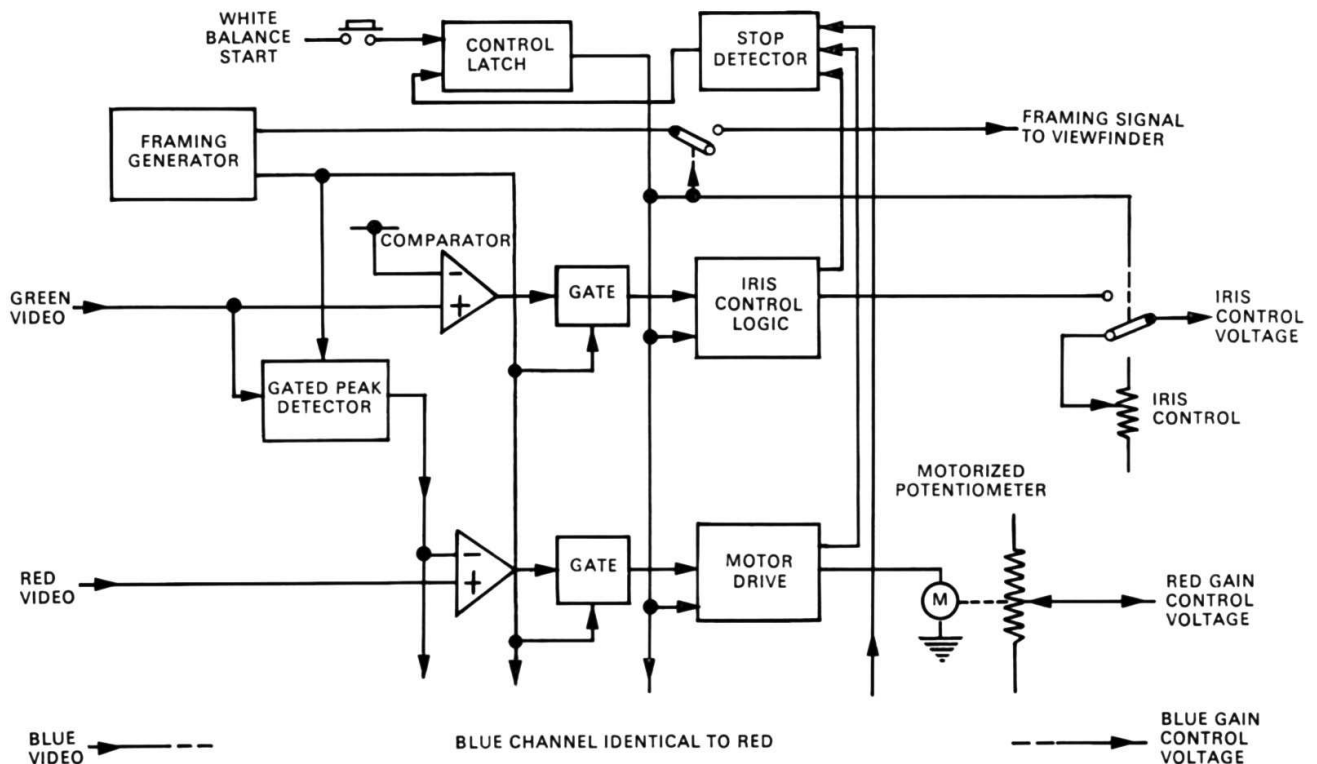 WHITE
BALANCE
START
CONTROL
LATCH
STOP
DETECTOR
FRAMING
GENERATOR
FRAMING SIGNAL
TO VIEWFINDER
COMPARATOR
-
+
GREEN
VIDEO
GATE
IRIS
CONTROL
LOGIC
IRIS
CONTROL
VOLTAGE
GATED PEAK
DETECTOR
IRIS
CONTROL
MOTORIZED
POTENTIOMETER
RED
VIDEO
-
+
GATE
MOTOR
DRIVE
M
RED GAIN
CONTROL
VOLTAGE
BLUE
VIDEO
BLUE CHANNEL IDENTICAL TO RED
BLUE GAIN
CONTROL
VOLTAGE